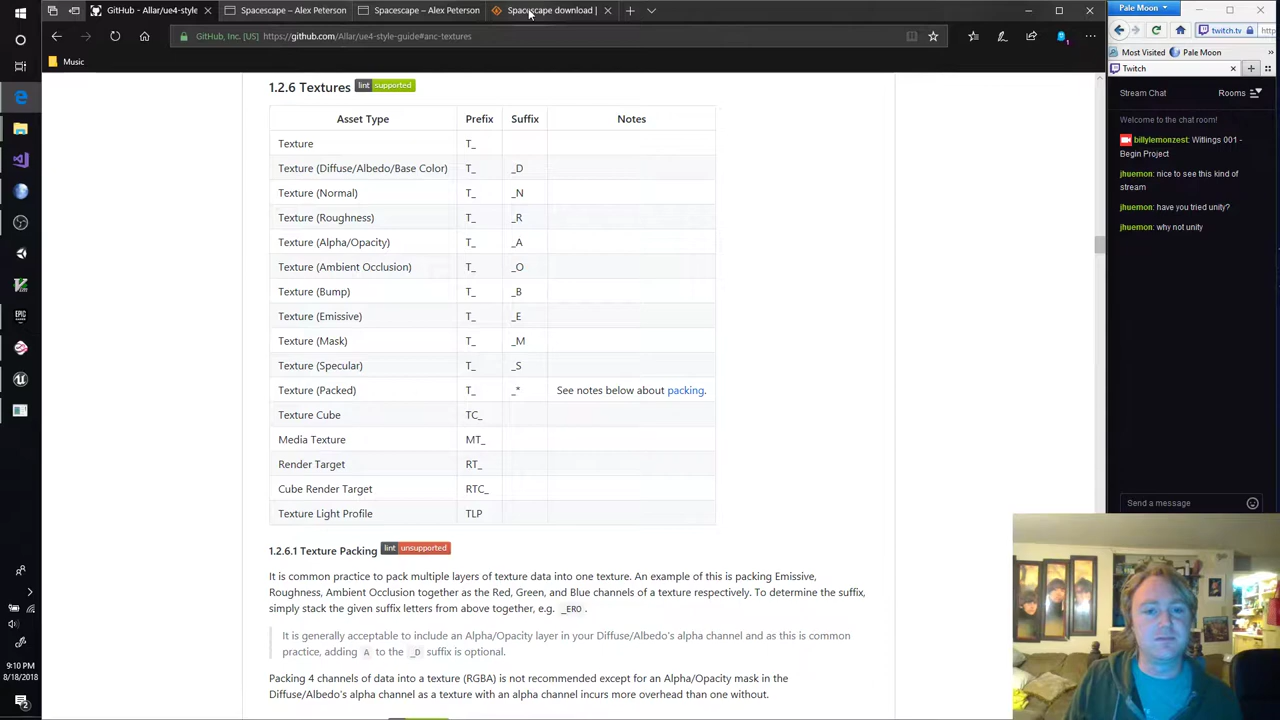 GitHub - Allar/ue4-style
Spacescape – Alex Peterson
Spacescape – Alex Peterson
Spacescape download |
GitHub, Inc. [US] https://github.com/Allar/ue4-style-guide#anc-textures
Music
1.2.6 Textures lint supported
Asset Type Prefix Suffix Notes
Texture T_
Texture (Diffuse/Albedo/Base Color) T_ _D
Texture (Normal) T_ _N
Texture (Roughness) T_ _R
Texture (Alpha/Opacity) T_ _A
Texture (Ambient Occlusion) T_ _O
Texture (Bump) T_ _B
Texture (Emissive) T_ _E
Texture (Mask) T_ _M
Texture (Specular) T_ _S
Texture (Packed) T_ _* See notes below about packing.
Texture Cube TC_
Media Texture MT_
Render Target RT_
Cube Render Target RTC_
Texture Light Profile TLP
1.2.6.1 Texture Packing lint unsupported
It is common practice to pack multiple layers of texture data into one texture. An example of this is packing Emissive,
Roughness, Ambient Occlusion together as the Red, Green, and Blue channels of a texture respectively. To determine the suffix,
simply stack the given suffix letters from above together, e.g. _ERO .
It is generally acceptable to include an Alpha/Opacity layer in your Diffuse/Albedo's alpha channel and as this is common
practice, adding A to the _D suffix is optional.
Packing 4 channels of data into a texture (RGBA) is not recommended except for an Alpha/Opacity mask in the
Diffuse/Albedo's alpha channel as a texture with an alpha channel incurs more overhead than one without.
EPIC
GAMES
9:10 PM
8/18/2018
2
1
Pale Moon
twitch.tv
http
Most Visited
Pale Moon
Twitch
Stream Chat
Rooms
Welcome to the chat room!
billylemonzest: Witlings 001 -
Begin Project
jhuemon: nice to see this kind of
stream
jhuemon: have you tried unity?
jhuemon: why not unity
Send a message